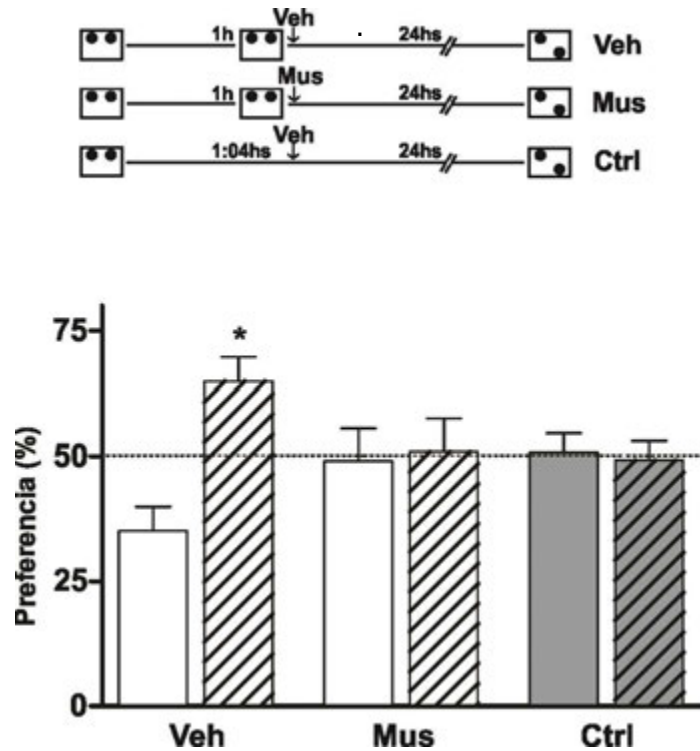 Veh
1h 24hs Veh
Mus
1h 24hs Mus
Veh
1:04hs 24hs Ctrl
*
75
50
25
0
Preferencia (%)
Veh Mus Ctrl